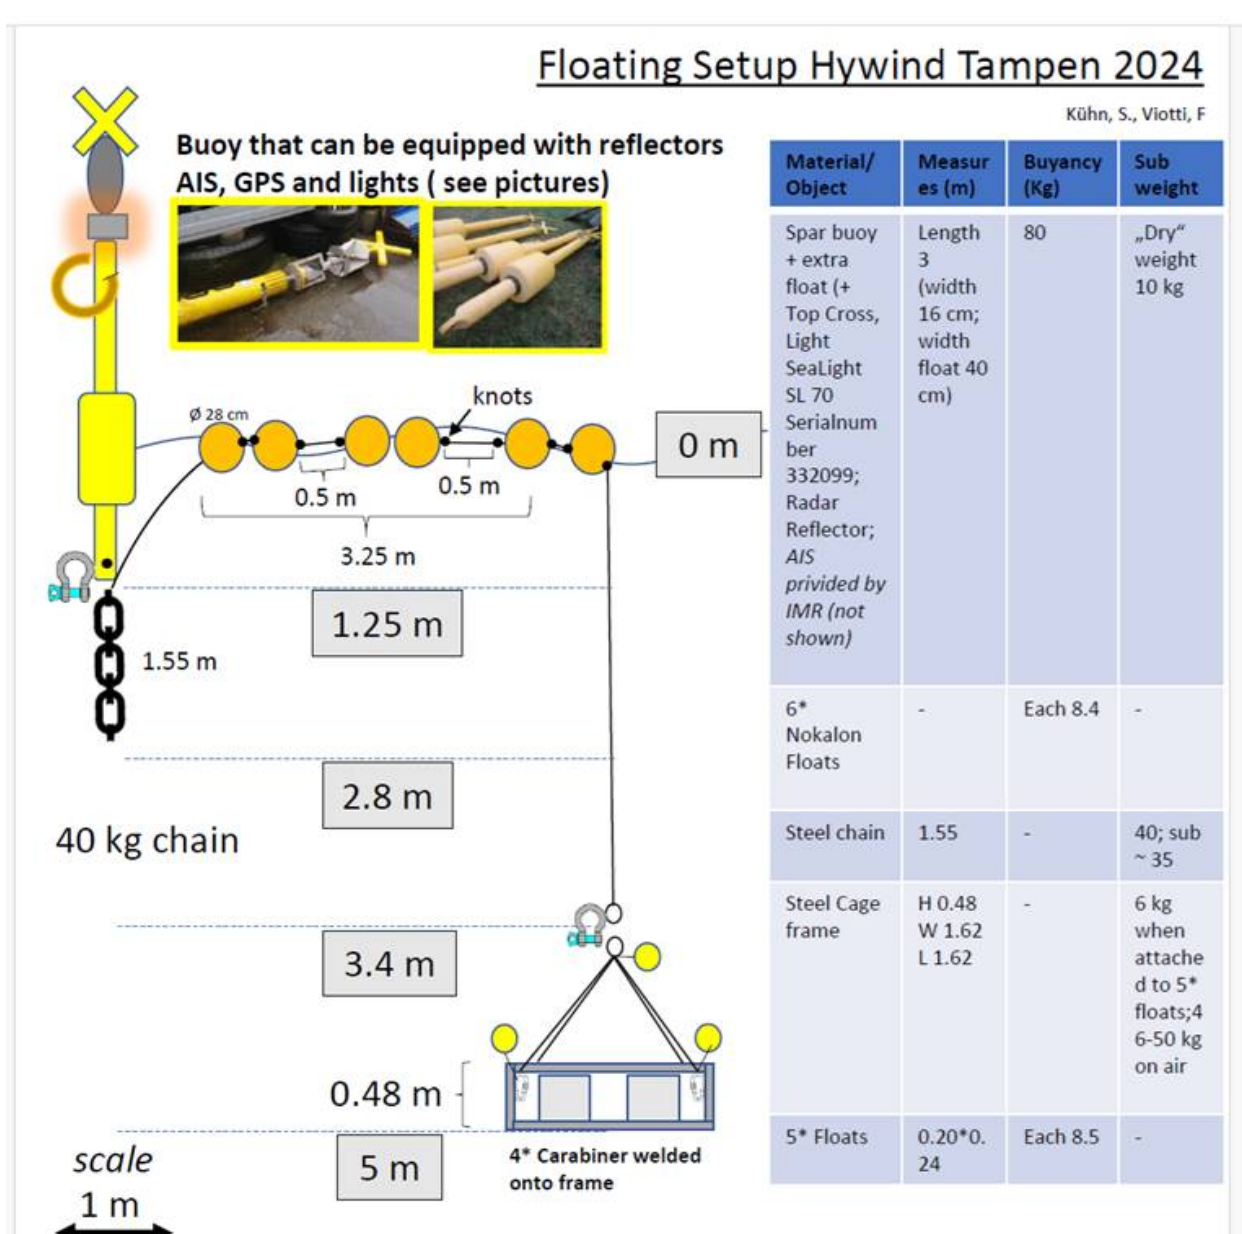 Floating Setup Hywind Tampen 2024
Kühn, S., Viotti, F
Buoy that can be equipped with reflectors
AIS, GPS and lights ( see pictures)
Ø 28 cm
knots
0 m
0.5 m
0.5 m
3.25 m
1.25 m
1.55 m
2.8 m
40 kg chain
3.4 m
0.48 m
5 m
4* Carabiner welded
onto frame
scale
1 m
Material/
Object
Measur
es (m)
Buyancy
(Kg)
Sub
weight
Spar buoy
+ extra
float (+
Top Cross,
Light
SeaLight
SL 70
Serialnum
ber
332099;
Radar
Reflector;
AIS
privided by
IMR (not
shown)
Length
3
(width
16 cm;
width
float 40
cm)
80
„Dry“
weight
10 kg
6*
Nokalon
Floats
-
Each 8.4
-
Steel chain
1.55
-
40; sub
~ 35
Steel Cage
frame
H 0.48
W 1.62
L 1.62
-
6 kg
when
attache
d to 5*
floats;4
6-50 kg
on air
5* Floats
0.20*0.
24
Each 8.5
-